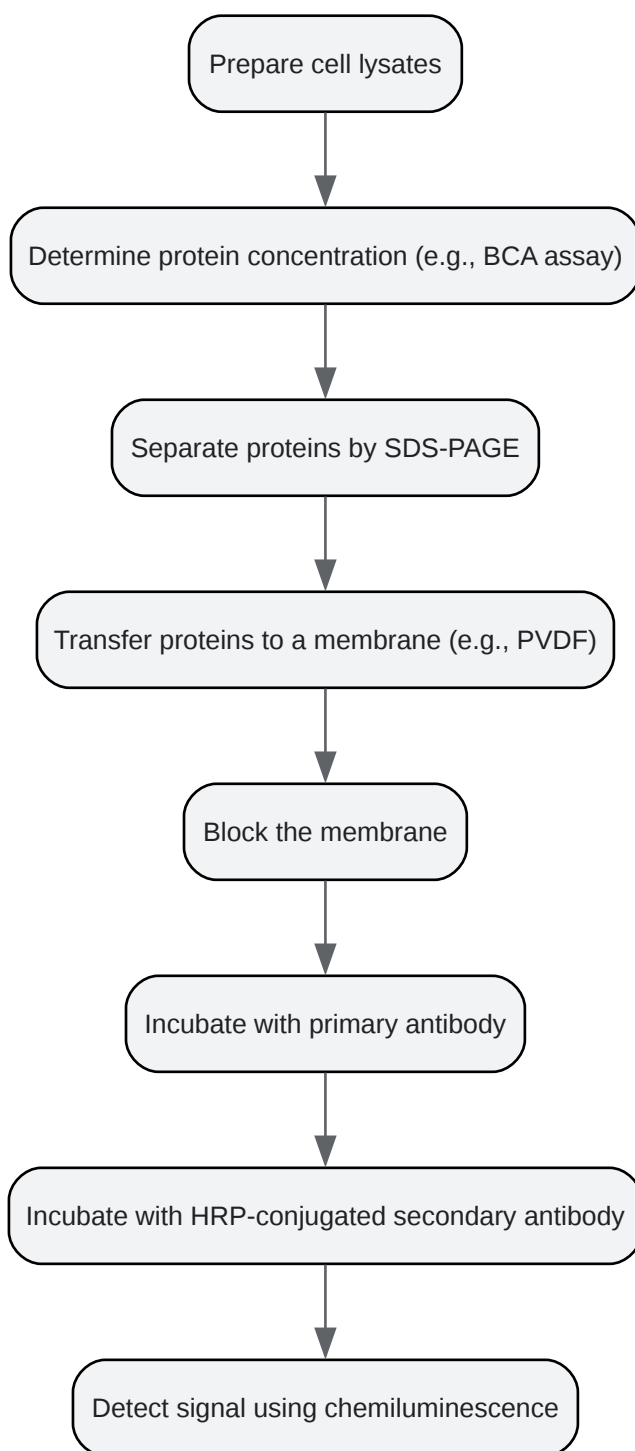 Prepare cell lysates
Determine protein concentration (e.g., BCA assay)
Separate proteins by SDS-PAGE
Transfer proteins to a membrane (e.g., PVDF)
Block the membrane
Incubate with primary antibody
Incubate with HRP-conjugated secondary antibody
Detect signal using chemiluminescence